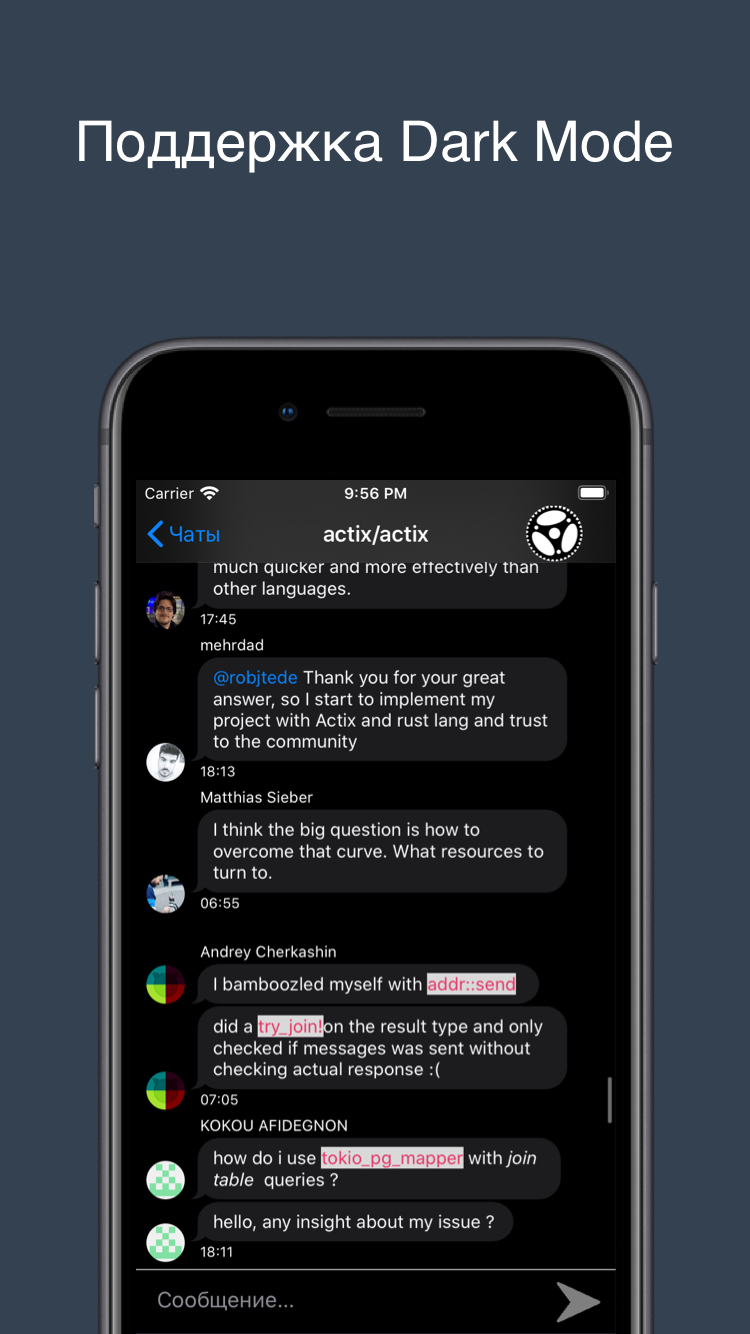 Поддержка Dark Mode
Carrier
9:56 PM
Чаты
actix/actix
much quicker and more effectively than
other languages.
17:45
mehrdad
@robjtede Thank you for your great
answer, so I start to implement my
project with Actix and rust lang and trust
to the community
18:13
Matthias Sieber
I think the big question is how to
overcome that curve. What resources to
turn to.
06:55
Andrey Cherkashin
I bamboozled myself with addr::send
did a try_join!on the result type and only
checked if messages was sent without
checking actual response :(
07:05
KOKOU AFIDEGNON
how do i use tokio_pg_mapper with join
table  queries ?
hello, any insight about my issue ?
18:11
Сообщение...